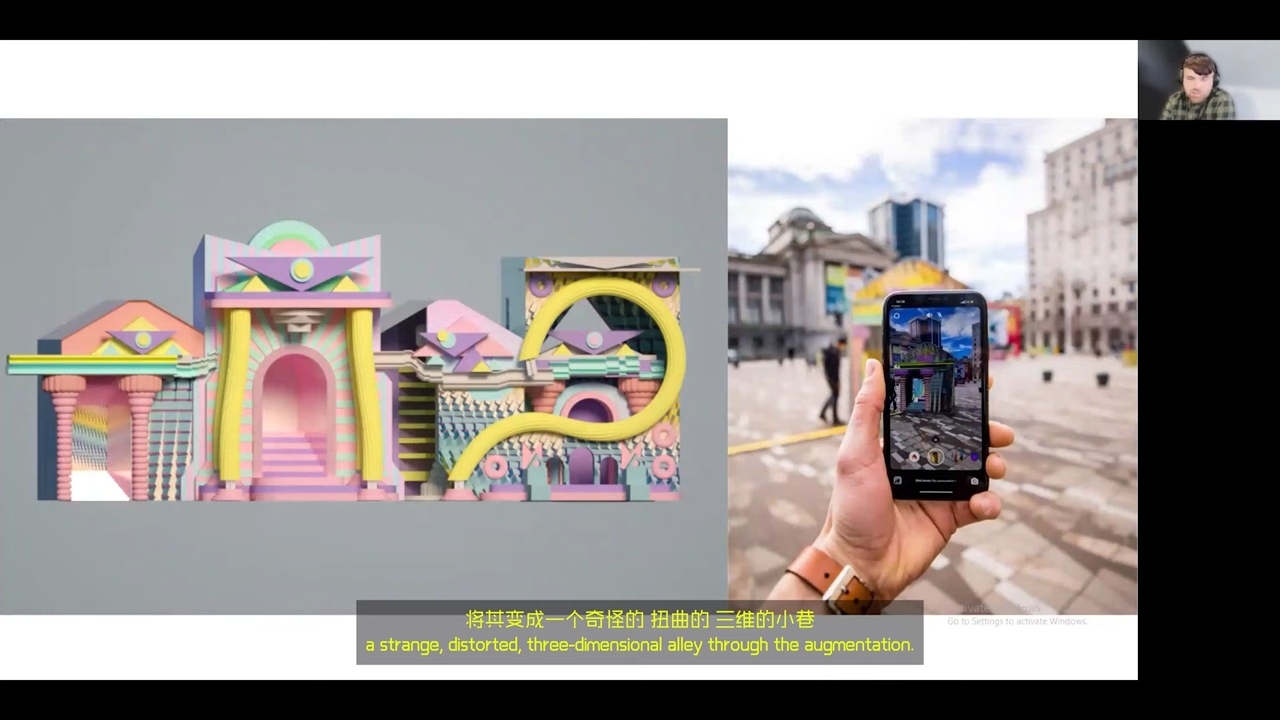 将其变成一个奇怪的 扭曲的 三维的小巷
a strange, distorted, three-dimensional alley through the augmentation.
Go to Settings to activate Windows.